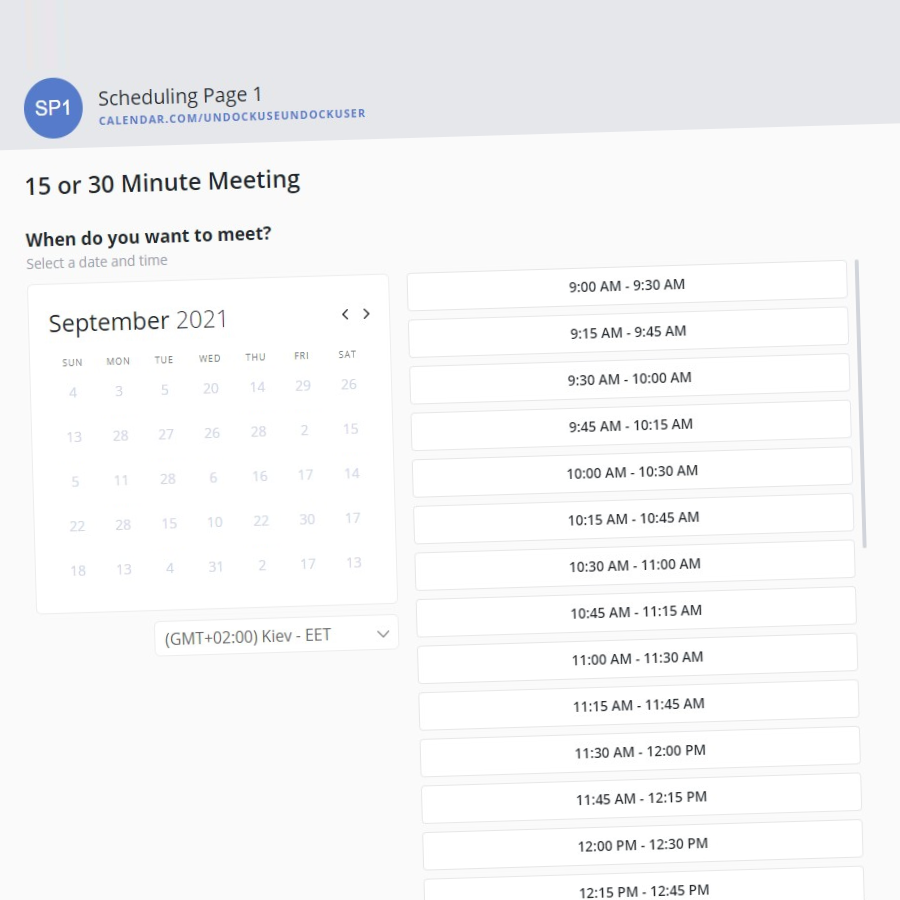 SP1
Scheduling Page 1
CALENDAR.COM/UNDOCKUSEUNDOCKUSER
15 or 30 Minute Meeting
When do you want to meet?
Select a date and time
September 2021
SUN MON TUE WED THU FRI SAT
4 3 5 20 14 29 26
13 28 27 26 28 2 15
5 11 28 6 16 17 14
22 28 15 10 22 30 17
18 13 4 31 2 17 13
(GMT+02:00) Kiev - EET
9:00 AM - 9:30 AM
9:15 AM - 9:45 AM
9:30 AM - 10:00 AM
9:45 AM - 10:15 AM
10:00 AM - 10:30 AM
10:15 AM - 10:45 AM
10:30 AM - 11:00 AM
10:45 AM - 11:15 AM
11:00 AM - 11:30 AM
11:15 AM - 11:45 AM
11:30 AM - 12:00 PM
11:45 AM - 12:15 PM
12:00 PM - 12:30 PM
12:15 PM - 12:45 PM